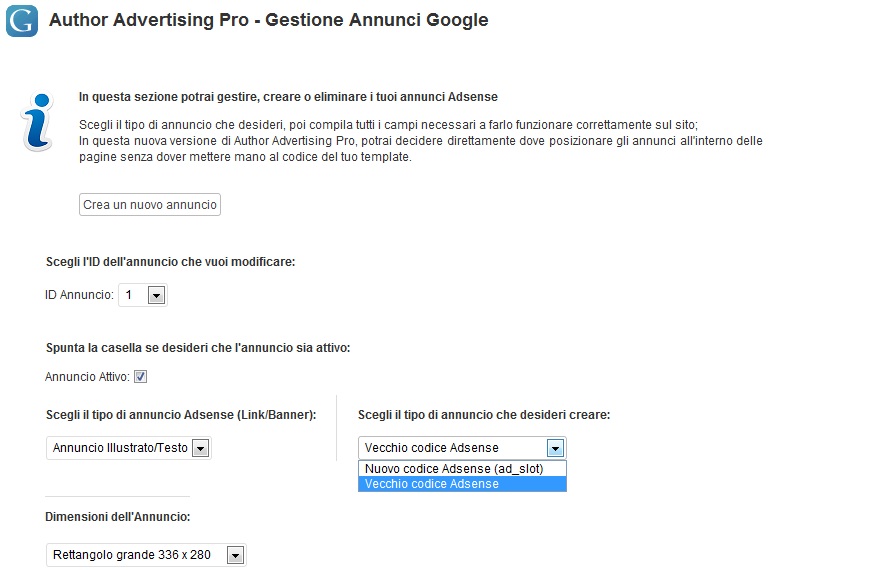 G
Author Advertising Pro - Gestione Annunci Google
In questa sezione potrai gestire, creare o eliminare i tuoi annunci Adsense
Scegli il tipo di annuncio che desideri, poi compila tutti i campi necessari a farlo funzionare correttamente sul sito;
In questa nuova versione di Author Advertising Pro, potrai decidere direttamente dove posizionare gli annunci all'interno delle
pagine senza dover mettere mano al codice del tuo template.
Crea un nuovo annuncio
Scegli l'ID dell'annuncio che vuoi modificare:
ID Annuncio: 1
Spunta la casella se desideri che l'annuncio sia attivo:
Annuncio Attivo:
Scegli il tipo di annuncio Adsense (Link/Banner):
Annuncio Illustrato/Testo
Scegli il tipo di annuncio che desideri creare:
Vecchio codice Adsense
Nuovo codice Adsense (ad_slot)
Vecchio codice Adsense
Dimensioni dell'Annuncio:
Rettangolo grande 336 x 280